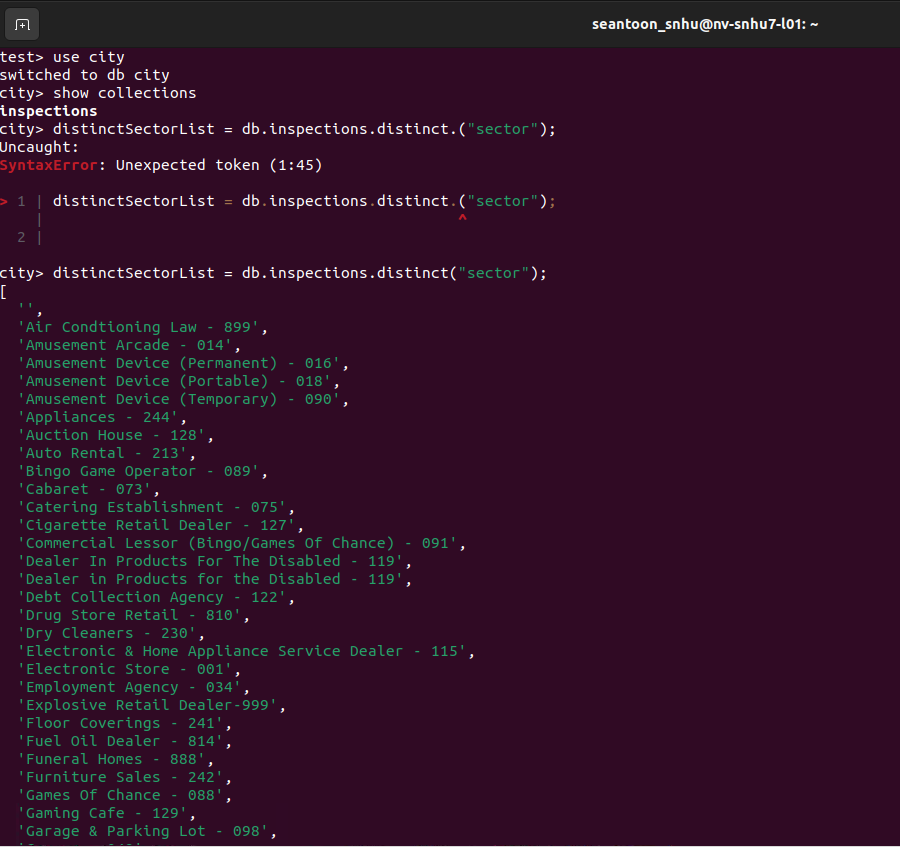 seantoon_snhu@nv-snhu7-l01: ~
test> use city
switched to db city
city> show collections
inspections
city> distinctSectorList = db.inspections.distinct.("sector");
Uncaught:
SyntaxError: Unexpected token (1:45)
> 1 | distinctSectorList = db.inspections.distinct.("sector");
| ^
2 |
city> distinctSectorList = db.inspections.distinct("sector");
[
'',
'Air Condtioning Law - 899',
'Amusement Arcade - 014',
'Amusement Device (Permanent) - 016',
'Amusement Device (Portable) - 018',
'Amusement Device (Temporary) - 090',
'Appliances - 244',
'Auction House - 128',
'Auto Rental - 213',
'Bingo Game Operator - 089',
'Cabaret - 073',
'Catering Establishment - 075',
'Cigarette Retail Dealer - 127',
'Commercial Lessor (Bingo/Games Of Chance) - 091',
'Dealer In Products For The Disabled - 119',
'Dealer in Products for the Disabled - 119',
'Debt Collection Agency - 122',
'Drug Store Retail - 810',
'Dry Cleaners - 230',
'Electronic & Home Appliance Service Dealer - 115',
'Electronic Store - 001',
'Employment Agency - 034',
'Explosive Retail Dealer-999',
'Floor Coverings - 241',
'Fuel Oil Dealer - 814',
'Funeral Homes - 888',
'Furniture Sales - 242',
'Games Of Chance - 088',
'Gaming Cafe - 129',
'Garage & Parking Lot - 098',